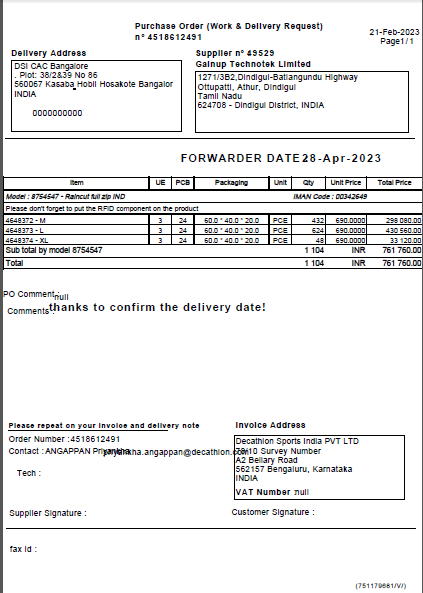 Purchase Order (Work & Delivery Request)
n° 4518612491
21-Feb-2023
Page1/1
Delivery Address
DSI CAC Bangalore
. Plot: 38/2&39 No 86
560067 Kasaba Hobli Hosakote Bangalor
INDIA
0000000000
Supplier n° 49529
Gainup Technotek Limited
1271/3B2,Dindigul-Batlangundu Highway
Ottupatti, Athur, Dindigul
Tamil Nadu
624708 - Dindigul District, INDIA
FORWARDER DATE28-Apr-2023
Item UE PCB Packaging Unit Qty Unit Price Total Price
Model : 8754547 - Raincut full zip IND IMAN Code : 00342649
Please don't forget to put the RFID component on the product
4648372 - M 3 24 60.0 * 40.0 * 20.0 PCE 432 690.0000 298 080.00
4648373 - L 3 24 60.0 * 40.0 * 20.0 PCE 624 690.0000 430 560.00
4648374 - XL 3 24 60.0 * 40.0 * 20.0 PCE 48 690.0000 33 120.00
Sub total by model 8754547 1 104 INR 761 760.00
Total 1 104 INR 761 760.00
PO Comment : null
Comments : thanks to confirm the delivery date!
Please repeat on your invoice and delivery note
Order Number :4518612491
Contact : ANGAPPAN Priyankha priyankha.angappan@decathlon.com
Tech :
Invoice Address
Decathlon Sports India PVT LTD
78/10 Survey Number
A2 Bellary Road
562157 Bengaluru, Karnataka
INDIA
VAT Number :null
Supplier Signature :
Customer Signature :
fax id :
(751179681/V/)